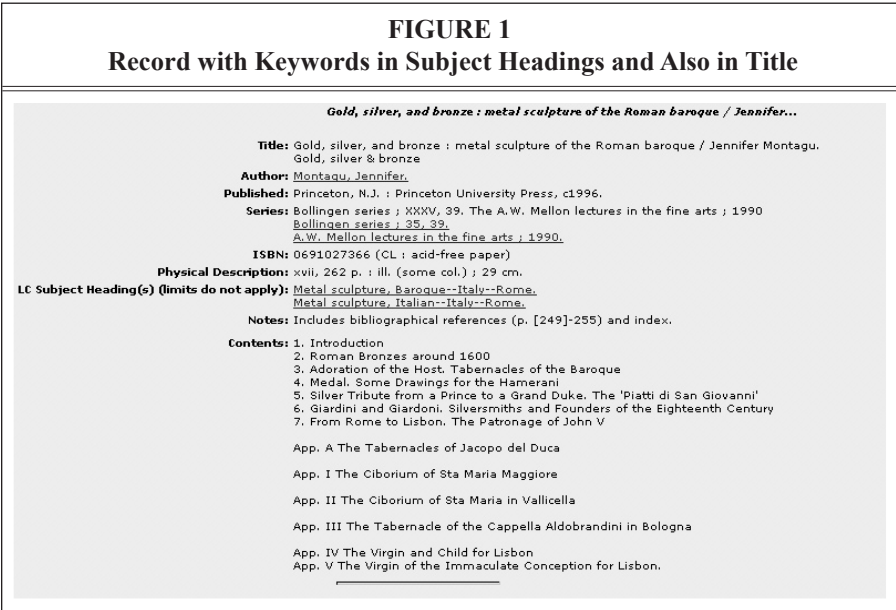 FIGURE 1
Record with Keywords in Subject Headings and Also in Title
Gold, silver, and bronze : metal sculpture of the Roman baroque / Jennifer...
Title: Gold, silver, and bronze : metal sculpture of the Roman baroque / Jennifer Montagu.
Gold, silver & bronze
Author: Montagu, Jennifer.
Published: Princeton, N.J. : Princeton University Press, c1996.
Series: Bollingen series ; XXXV, 39. The A.W. Mellon lectures in the fine arts ; 1990
Bollingen series ; 35, 39.
A.W. Mellon lectures in the fine arts ; 1990.
ISBN: 0691027366 (CL : acid-free paper)
Physical Description: xvii, 262 p. : ill. (some col.) ; 29 cm.
LC Subject Heading(s) (limits do not apply): Metal sculpture, Baroque--Italy--Rome.
Metal sculpture, Italian--Italy--Rome.
Notes: Includes bibliographical references (p. [249]-255) and index.
Contents: 1. Introduction
2. Roman Bronzes around 1600
3. Adoration of the Host. Tabernacles of the Baroque
4. Medal. Some Drawings for the Hamerani
5. Silver Tribute from a Prince to a Grand Duke. The 'Piatti di San Giovanni'
6. Giardini and Giardoni. Silversmiths and Founders of the Eighteenth Century
7. From Rome to Lisbon. The Patronage of John V
App. A The Tabernacles of Jacopo del Duca
App. I The Ciborium of Sta Maria Maggiore
App. II The Ciborium of Sta Maria in Vallicella
App. III The Tabernacle of the Cappella Aldobrandini in Bologna
App. IV The Virgin and Child for Lisbon
App. V The Virgin of the Immaculate Conception for Lisbon.